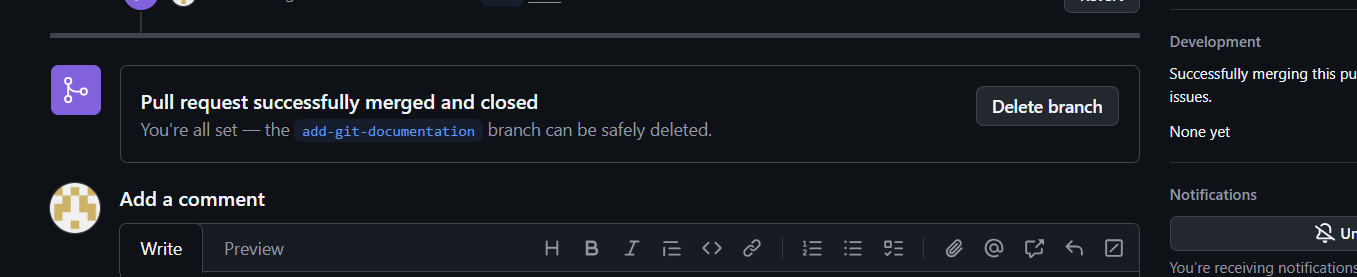 Pull request successfully merged and closed
You're all set — the add-git-documentation branch can be safely deleted.
Delete branch
Add a comment
Write
Preview
Development
Successfully merging this pu
issues.
None yet
Notifications
Un
You're receiving notifications